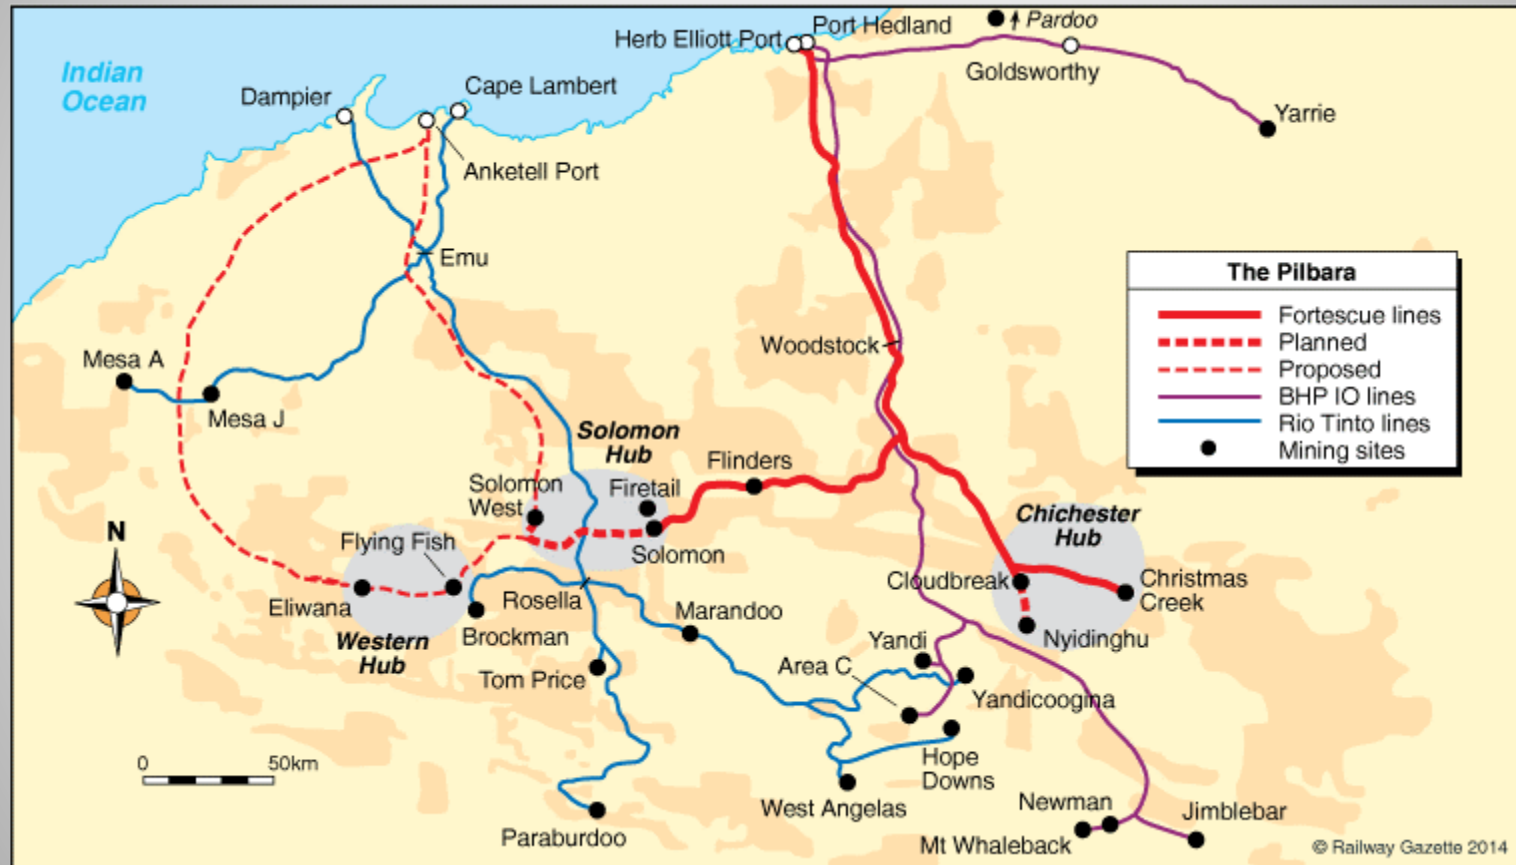 Herb Elliott Port
Port Hedland
Pardoo
Goldsworthy
Yarrie
Indian
Ocean
Dampier
Cape Lambert
Anketell Port
Emu
The Pilbara
Fortescue lines
Planned
Proposed
BHP IO lines
Rio Tinto lines
Mining sites
Woodstock
Mesa A
Mesa J
Solomon
Hub
Flinders
Solomon
West
Firetail
Solomon
Chichester
Hub
N
Flying Fish
Eliwana
Western
Hub
Rosella
Brockman
Cloudbreak
Christmas
Creek
Nyidinghu
Marandoo
Tom Price
Yandi
Area C
Yandicoogina
Hope
Downs
West Angelas
0 50km
Paraburdoo
Newman
Mt Whaleback
Jimblebar
© Railway Gazette 2014